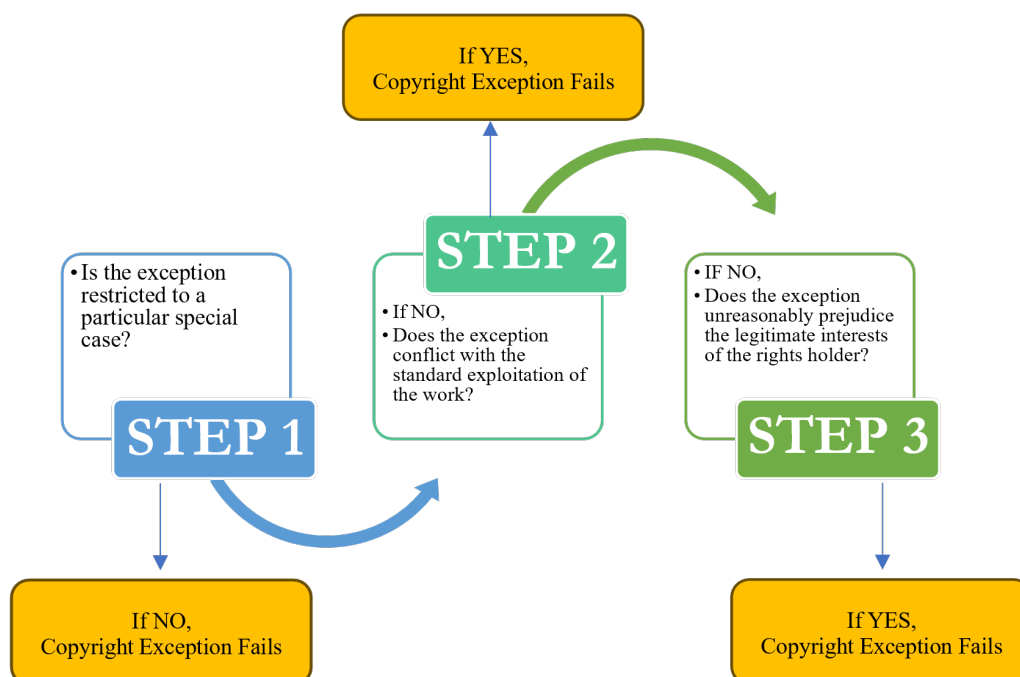 If YES,
Copyright Exception Fails
• Is the exception
restricted to a
particular special
case?
STEP 1
If NO,
Copyright Exception Fails
STEP 2
• If NO,
• Does the exception
conflict with the
standard exploitation of
the work?
• IF NO,
• Does the exception
unreasonably prejudice
the legitimate interests
of the rights holder?
STEP 3
If YES,
Copyright Exception Fails